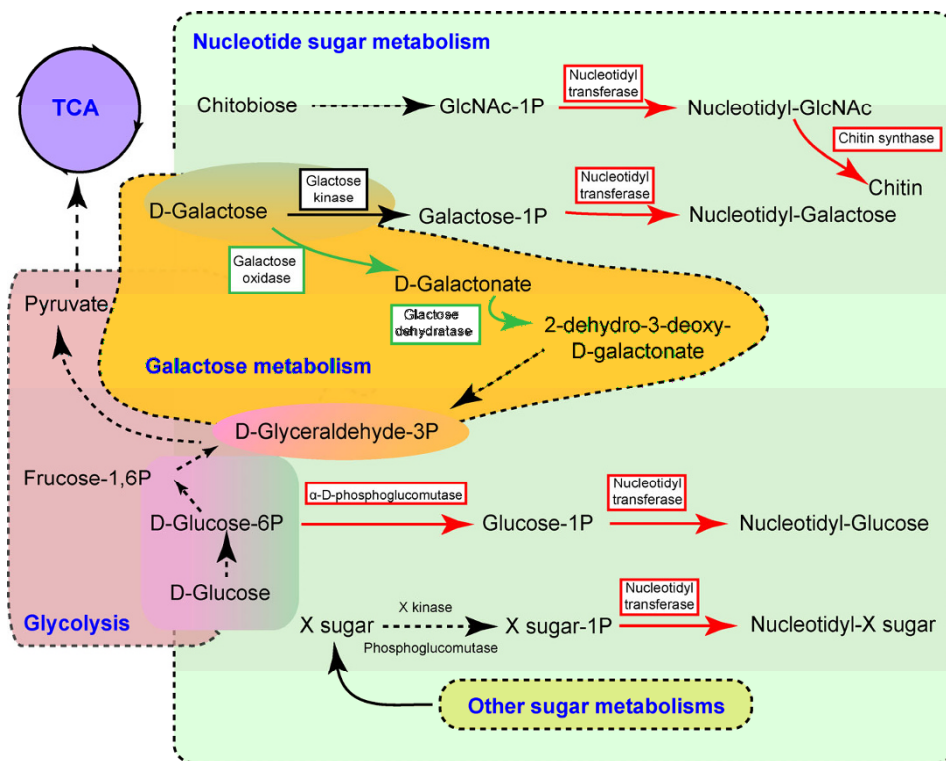 Nucleotide sugar metabolism
TCA
Chitobiose
GlcNAc-1P
Nucleotidyl
transferase
Nucleotidyl-GlcNAc
Chitin synthase
Chitin
D-Galactose
Glactose
kinase
Galactose-1P
Nucleotidyl
transferase
Nucleotidyl-Galactose
Galactose
oxidase
D-Galactonate
Glactose
dehydratase
2-dehydro-3-deoxy-
D-galactonate
Pyruvate
Galactose metabolism
D-Glyceraldehyde-3P
Frucose-1,6P
D-Glucose-6P
α-D-phosphoglucomutase
Glucose-1P
Nucleotidyl
transferase
Nucleotidyl-Glucose
D-Glucose
Glycolysis
X sugar
X kinase
Phosphoglucomutase
X sugar-1P
Nucleotidyl
transferase
Nucleotidyl-X sugar
Other sugar metabolisms